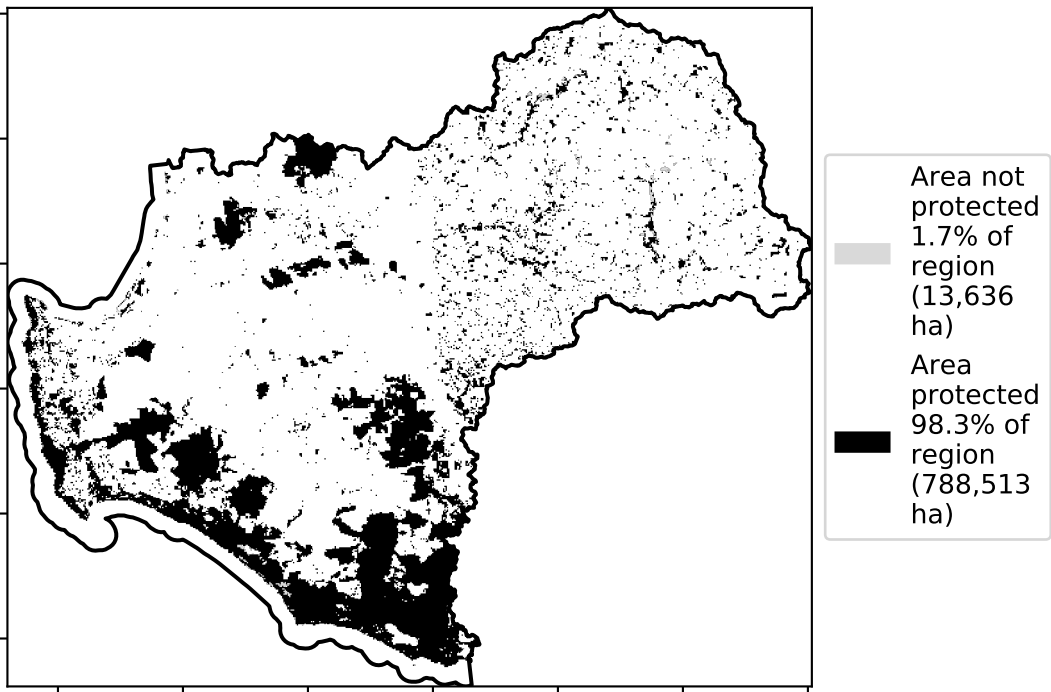 Area not
protected
1.7% of
region
(13,636
ha)
Area
protected
98.3% of
region
(788,513
ha)